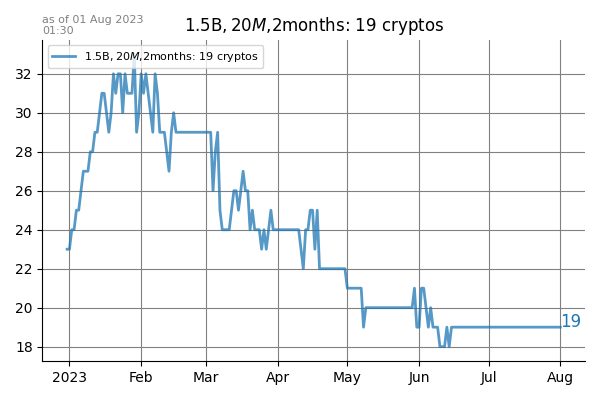 as of 01 Aug 2023
01:30
1.5B, 20M,2months: 19 cryptos
1.5B, 20M,2months: 19 cryptos
32
30
28
26
24
22
20
18
19
2023 Feb Mar Apr May Jun Jul Aug